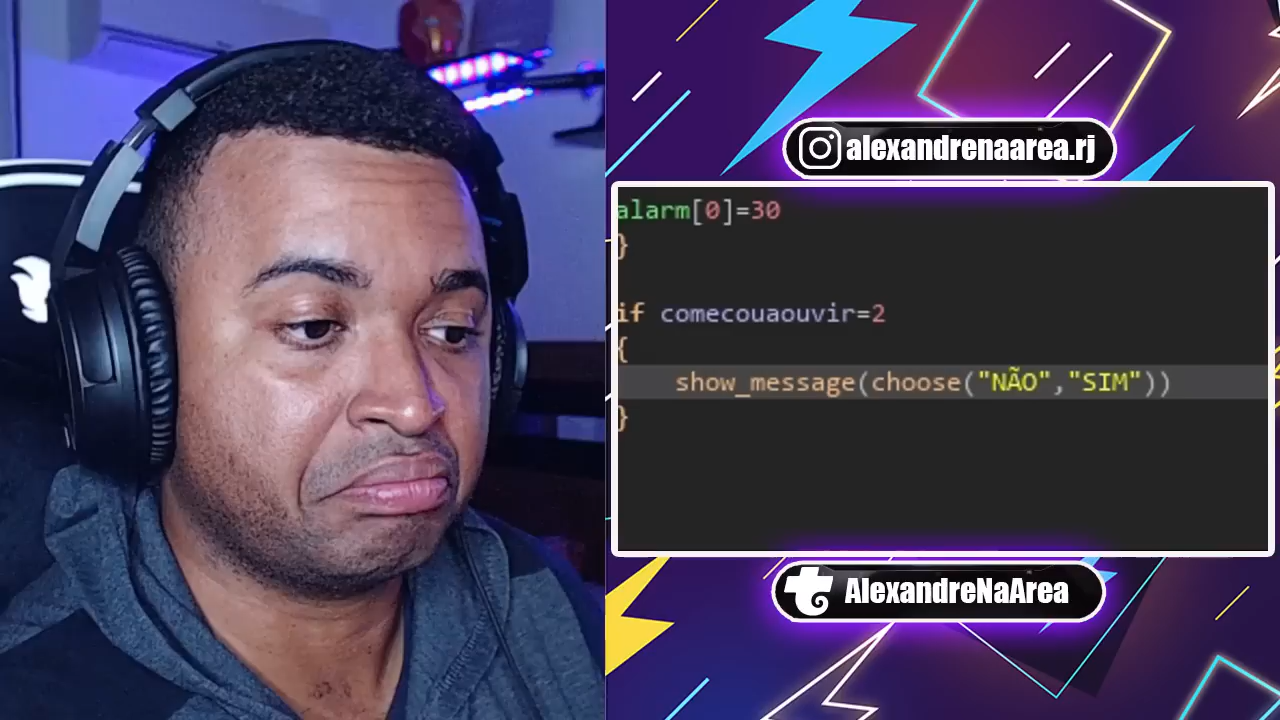 alexandrenaarea.rj
alarm[0]=30
}
if comecouaouvir=2
{
show_message(choose("NÃO","SIM"))
}
AlexandreNaArea